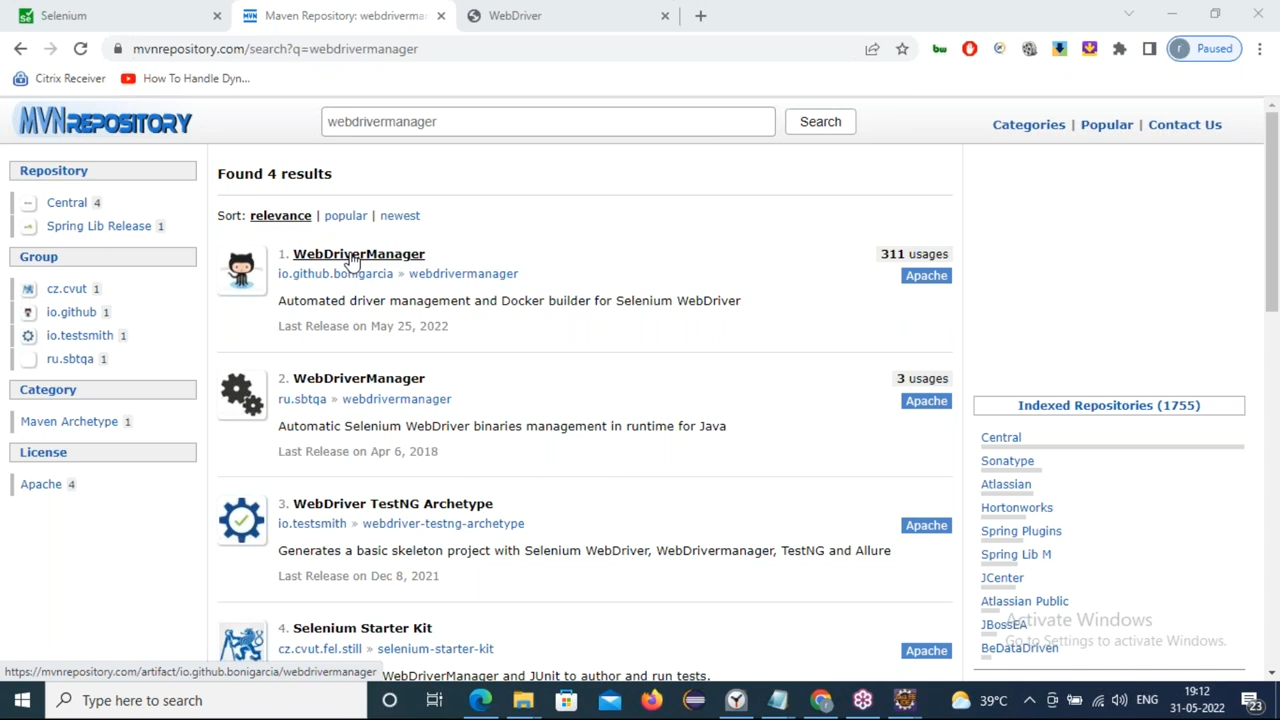 Selenium
Maven Repository: webdriverma
WebDriver
mvnrepository.com/search?q=webdrivermanager
r Paused
Citrix Receiver
How To Handle Dyn...
MVNREPOSITORY
webdrivermanager
Search
Categories | Popular | Contact Us
Repository
Central 4
Spring Lib Release 1
Group
cz.cvut 1
io.github 1
io.testsmith 1
ru.sbtqa 1
Category
Maven Archetype 1
License
Apache 4
Found 4 results
Sort: relevance | popular | newest
1. WebDriverManager
311 usages
io.github.bonigarcia » webdrivermanager
Apache
Automated driver management and Docker builder for Selenium WebDriver
Last Release on May 25, 2022
2. WebDriverManager
3 usages
ru.sbtqa » webdrivermanager
Apache
Automatic Selenium WebDriver binaries management in runtime for Java
Last Release on Apr 6, 2018
3. WebDriver TestNG Archetype
io.testsmith » webdriver-testng-archetype
Apache
Generates a basic skeleton project with Selenium WebDriver, WebDrivermanager, TestNG and Allure
Last Release on Dec 8, 2021
4. Selenium Starter Kit
cz.cvut.fel.still » selenium-starter-kit
Apache
WebDriverManager and JUnit to author and run tests.
Indexed Repositories (1755)
Central
Sonatype
Atlassian
Hortonworks
Spring Plugins
Spring Lib M
JCenter
Atlassian Public
JBossEA
BeDataDriven
Activate Windows
Go to Settings to activate Windows.
https://mvnrepository.com/artifact/io.github.bonigarcia/webdrivermanager
Type here to search
39°C
ENG
19:12
31-05-2022
23